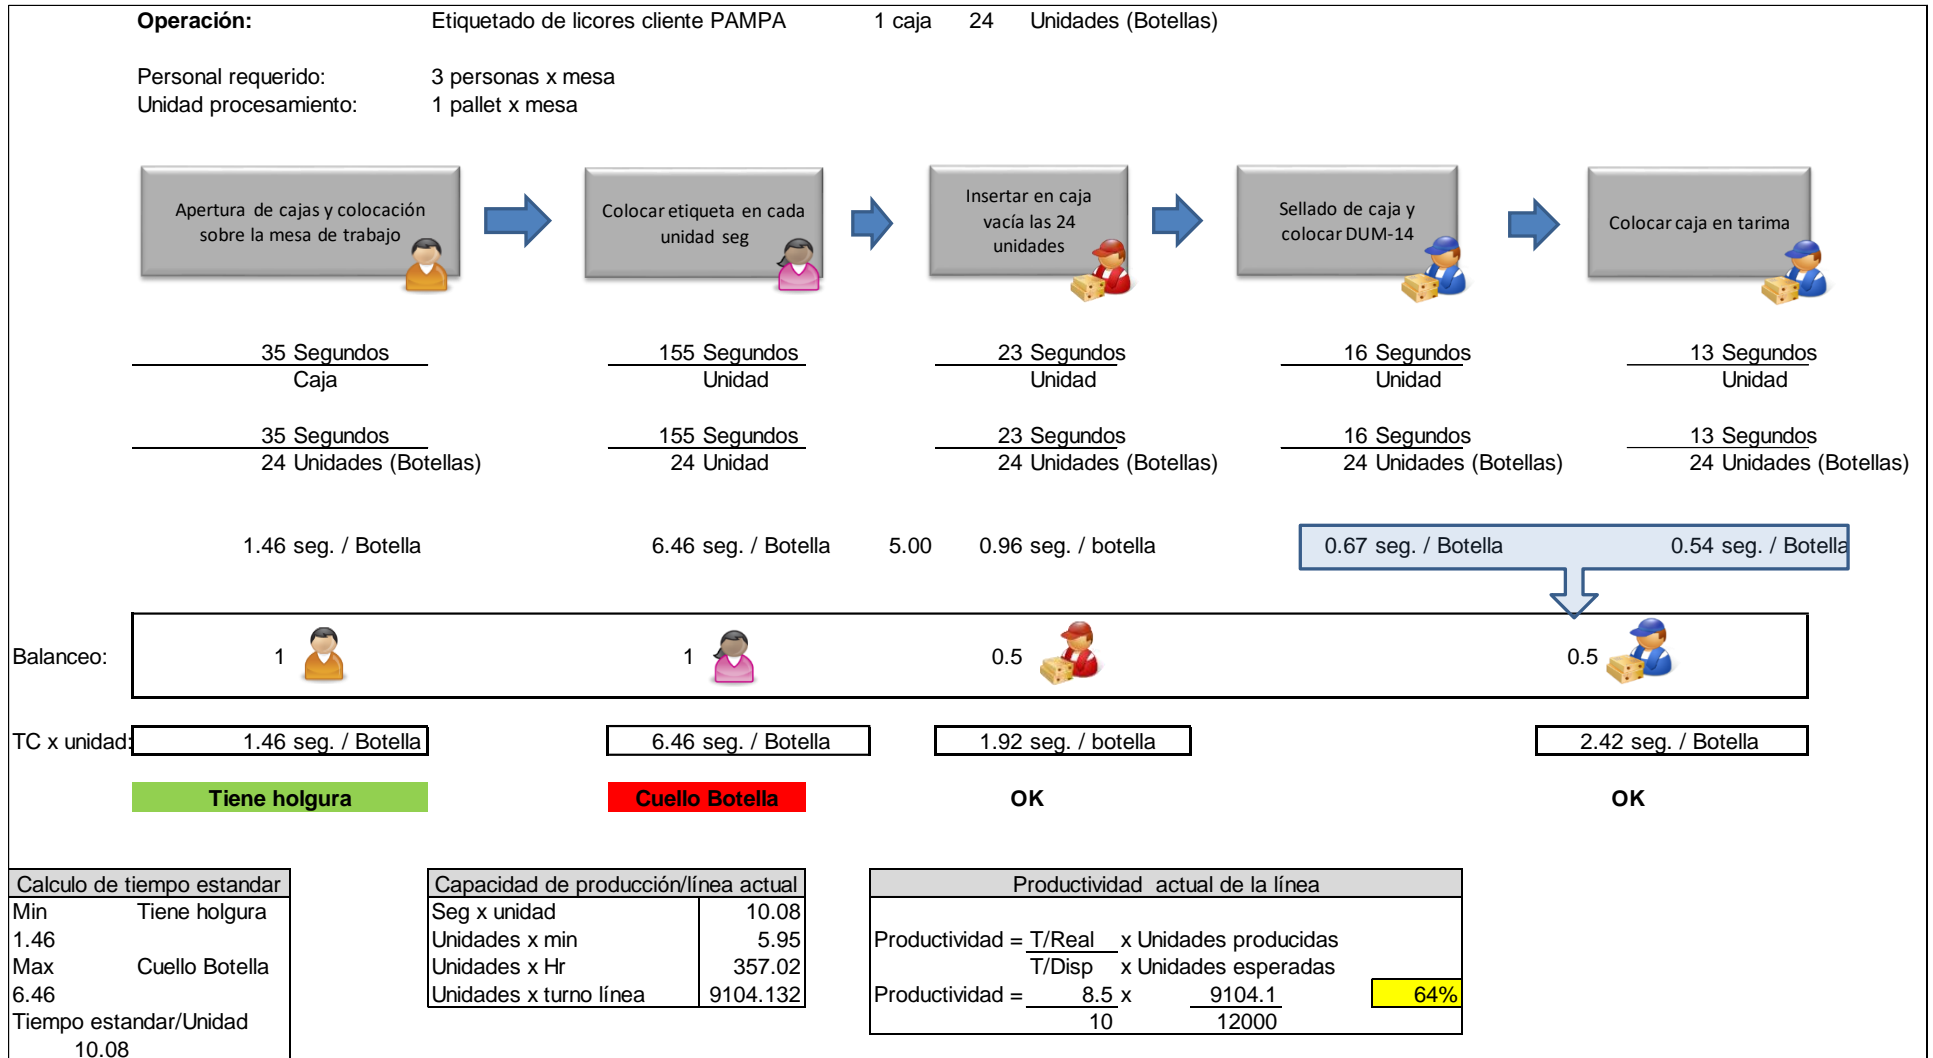 Operación: Etiquetado de licores cliente PAMPA 1 caja 24 Unidades (Botellas)
Personal requerido: 3 personas x mesa
Unidad procesamiento: 1 pallet x mesa
Apertura de cajas y colocación
sobre la mesa de trabajo
Colocar etiqueta en cada
unidad seg
Insertar en caja
vacía las 24
unidades
Sellado de caja y
colocar DUM-14
Colocar caja en tarima
35 Segundos 155 Segundos 23 Segundos 16 Segundos 13 Segundos
Caja Unidad Unidad Unidad Unidad
35 Segundos 155 Segundos 23 Segundos 16 Segundos 13 Segundos
24 Unidades (Botellas) 24 Unidad 24 Unidades (Botellas) 24 Unidades (Botellas) 24 Unidades (Botellas)
1.46 seg. / Botella 6.46 seg. / Botella 5.00 0.96 seg. / botella 0.67 seg. / Botella 0.54 seg. / Botella
Balanceo: 1 1 0.5 0.5
TC x unidad: 1.46 seg. / Botella 6.46 seg. / Botella 1.92 seg. / botella 2.42 seg. / Botella
Tiene holgura Cuello Botella OK OK
Calculo de tiempo estandar
Min Tiene holgura
1.46
Max Cuello Botella
6.46
Tiempo estandar/Unidad
10.08
Capacidad de producción/línea actual
Seg x unidad 10.08
Unidades x min 5.95
Unidades x Hr 357.02
Unidades x turno línea 9104.132
Productividad actual de la línea
Productividad = T/Real x Unidades producidas
T/Disp x Unidades esperadas
Productividad = 8.5 x 9104.1 64%
10 12000